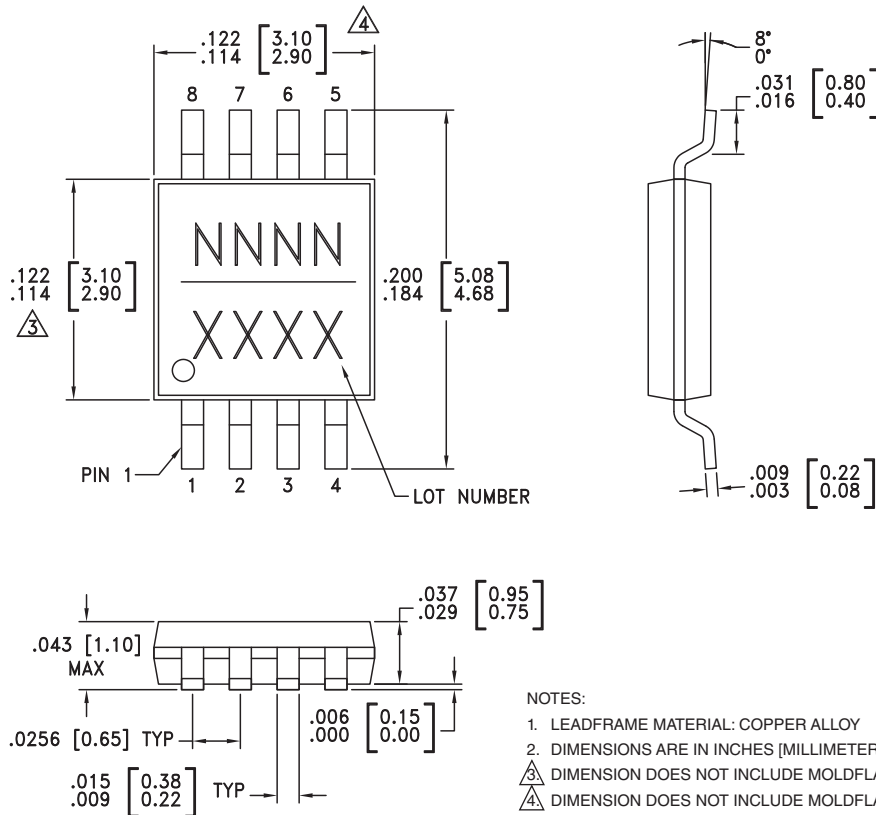 .122 [3.10]
.114 [2.90]
4
8 7 6 5
8°
0°
.031 [0.80]
.016 [0.40]
NNNN
XXXX
.122 [3.10]
.114 [2.90]
3
.200 [5.08]
.184 [4.68]
PIN 1
1 2 3 4
LOT NUMBER
.009 [0.22]
.003 [0.08]
.037 [0.95]
.029 [0.75]
.043 [1.10]
MAX
.006 [0.15]
.000 [0.00]
.0256 [0.65] TYP
.015 [0.38]
.009 [0.22]
TYP
NOTES:
1. LEADFRAME MATERIAL: COPPER ALLOY
2. DIMENSIONS ARE IN INCHES [MILLIMETER
3. DIMENSION DOES NOT INCLUDE MOLDFLA
4. DIMENSION DOES NOT INCLUDE MOLDFLA